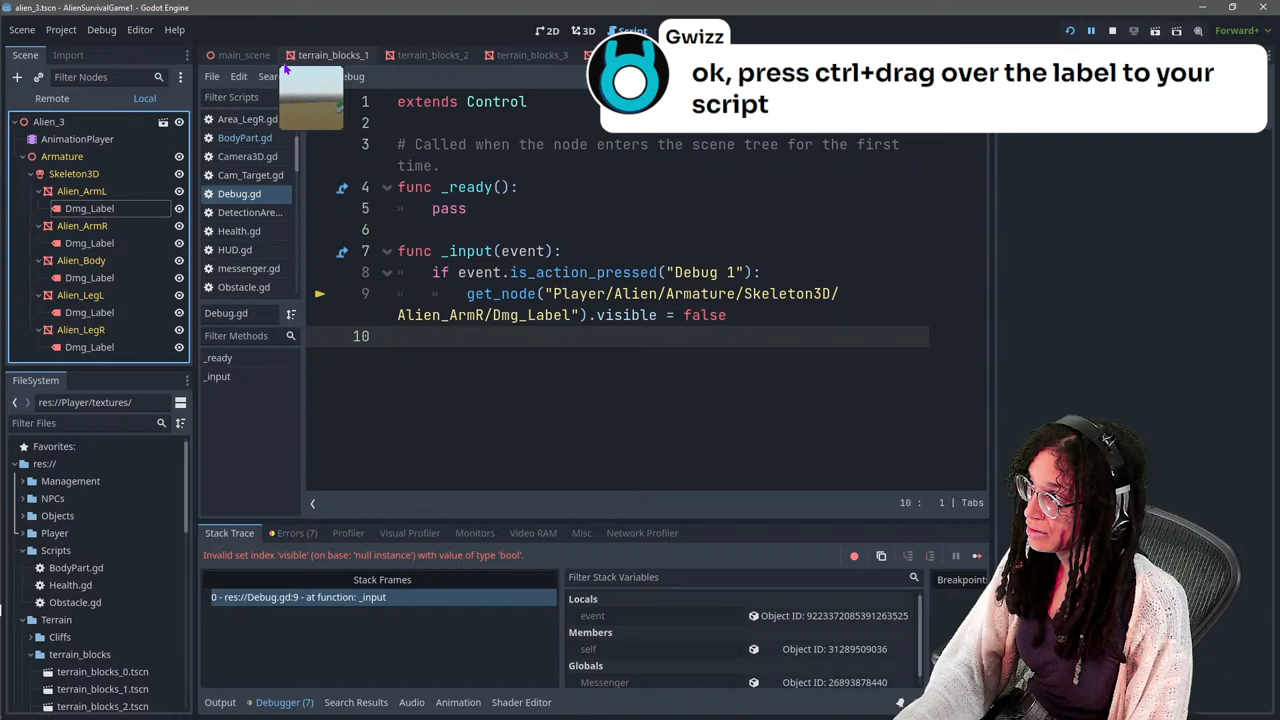 alien_3.tscn - AlienSurvivalGame1 - Godot Engine
Scene Project Debug Editor Help
2D 3D Script
Forward+
Gwizz
ok, press ctrl+drag over the label to your
script
Scene Import
Filter Nodes
Remote Local
Alien_3
AnimationPlayer
Armature
Skeleton3D
Alien_ArmL
Dmg_Label
Alien_ArmR
Dmg_Label
Alien_Body
Dmg_Label
Alien_LegL
Dmg_Label
Alien_LegR
Dmg_Label
FileSystem
res://Player/textures/
Filter Files
Favorites:
res://
Management
NPCs
Objects
Player
Scripts
BodyPart.gd
Health.gd
Obstacle.gd
Terrain
Cliffs
terrain_blocks
terrain_blocks_0.tscn
terrain_blocks_1.tscn
terrain_blocks_2.tscn
main_scene terrain_blocks_1 terrain_blocks_2 terrain_blocks_3
File Edit
Filter Scripts
Area_LegR.gd
BodyPart.gd
Camera3D.gd
Cam_Target.gd
Debug.gd
DetectionAre...
Health.gd
HUD.gd
messenger.gd
Obstacle.gd
Debug.gd
Filter Methods
_ready
_input
1 extends Control
2
3 # Called when the node enters the scene tree for the first
time.
4 func _ready():
5 pass
6
7 func _input(event):
8 if event.is_action_pressed("Debug 1"):
9 get_node("Player/Alien/Armature/Skeleton3D/
Alien_ArmR/Dmg_Label").visible = false
10
10 : 1 | Tabs
Stack Trace Errors (7) Profiler Visual Profiler Monitors Video RAM Misc Network Profiler
Invalid set index 'visible' (on base: 'null instance') with value of type 'bool'.
Stack Frames
0 - res://Debug.gd:9 - at function: _input
Filter Stack Variables
Locals
event Object ID: 9223372085391263525
Members
self Object ID: 31289509036
Globals
Messenger Object ID: 26893878440
Breakpoints
Output Debugger (7) Search Results Audio Animation Shader Editor